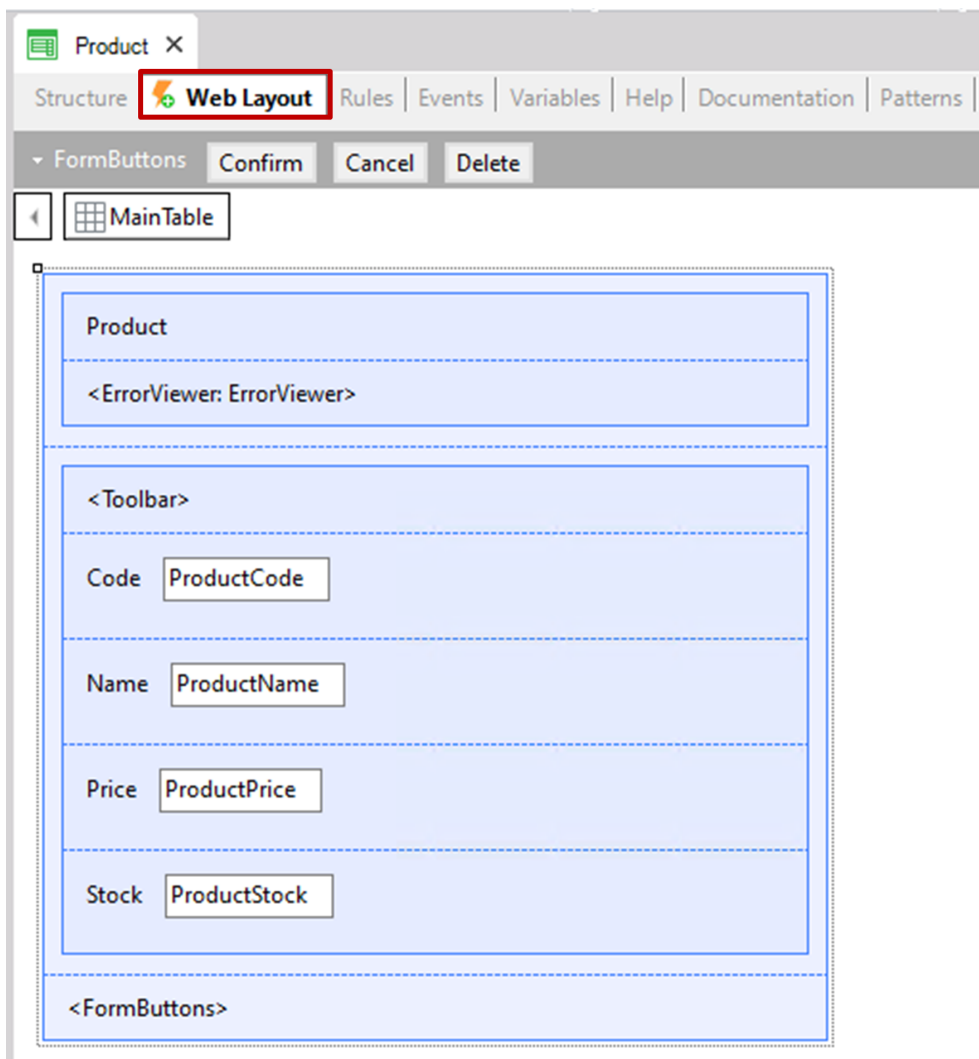 Product
Structure Web Layout Rules Events Variables Help Documentation Patterns
FormButtons Confirm Cancel Delete
MainTable
Product
<ErrorViewer: ErrorViewer>
<Toolbar>
Code ProductCode
Name ProductName
Price ProductPrice
Stock ProductStock
<FormButtons>